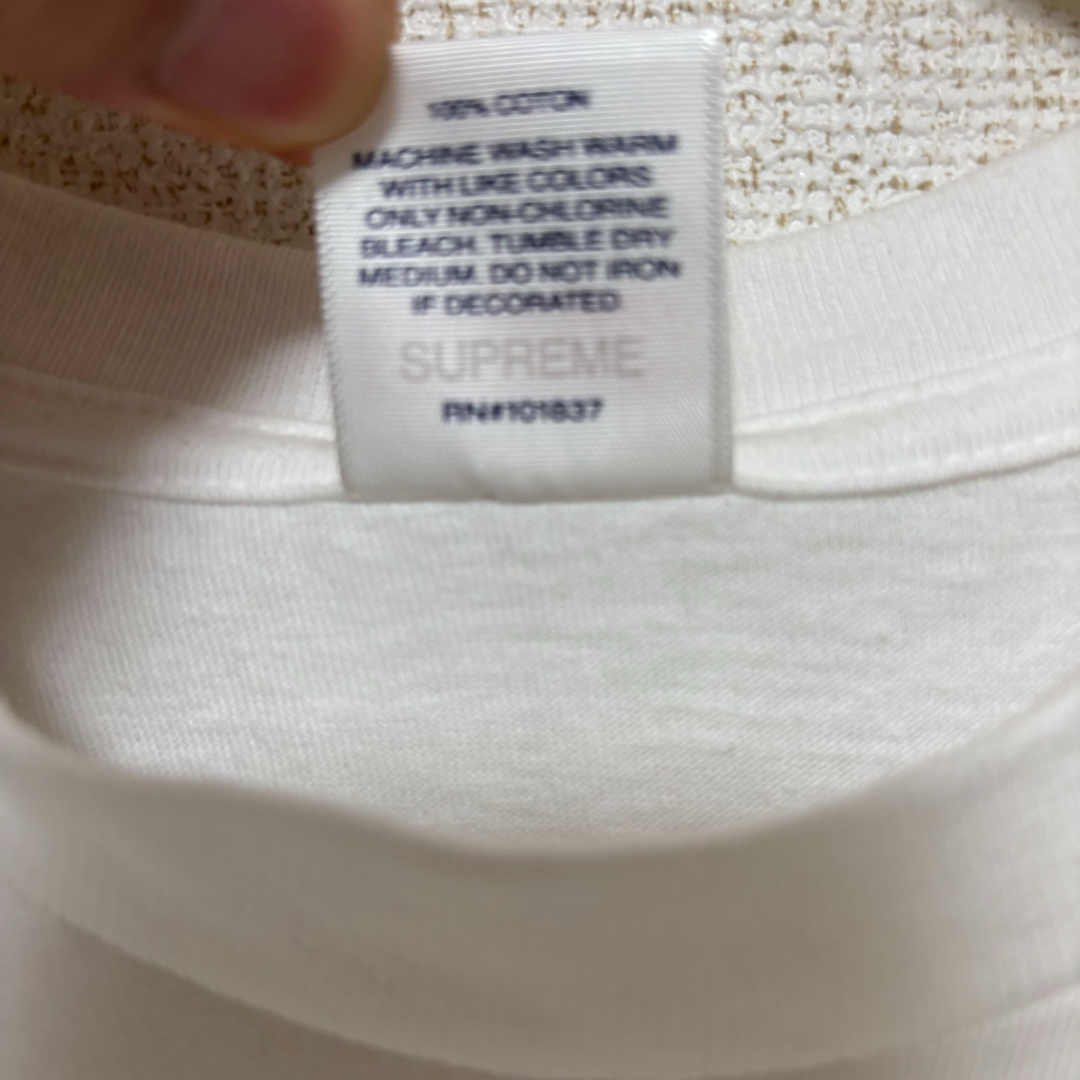 100% COTTON
MACHINE WASH WARM
WITH LIKE COLORS
ONLY NON-CHLORINE
BLEACH. TUMBLE DRY
MEDIUM. DO NOT IRON
IF DECORATED
SUPREME
RN#101837